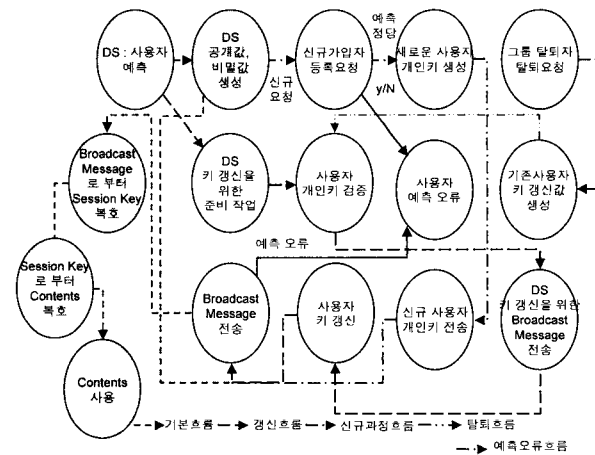 DS : 사용자
예측
DS
공개값,
비밀값
생성
신규
요청
신규가입자
등록요청
예측
정당
y/N
새로운 사용자
개인키 생성
그룹 탈퇴자
탈퇴요청
Broadcast
Message
로 부터
Session Key
복호
DS
키 갱신을
위한
준비 작업
사용자
개인키 검증
사용자
예측 오류
기존사용자
키 갱신값
생성
예측 오류
Session Key
로 부터
Contents
복호
Broadcast
Message
전송
사용자
키 갱신
신규 사용자
개인키 전송
DS
키 갱신을 위한
Broadcast
Message
전송
Contents
사용
기본흐름
갱신흐름
신규과정흐름
탈퇴흐름
예측오류흐름